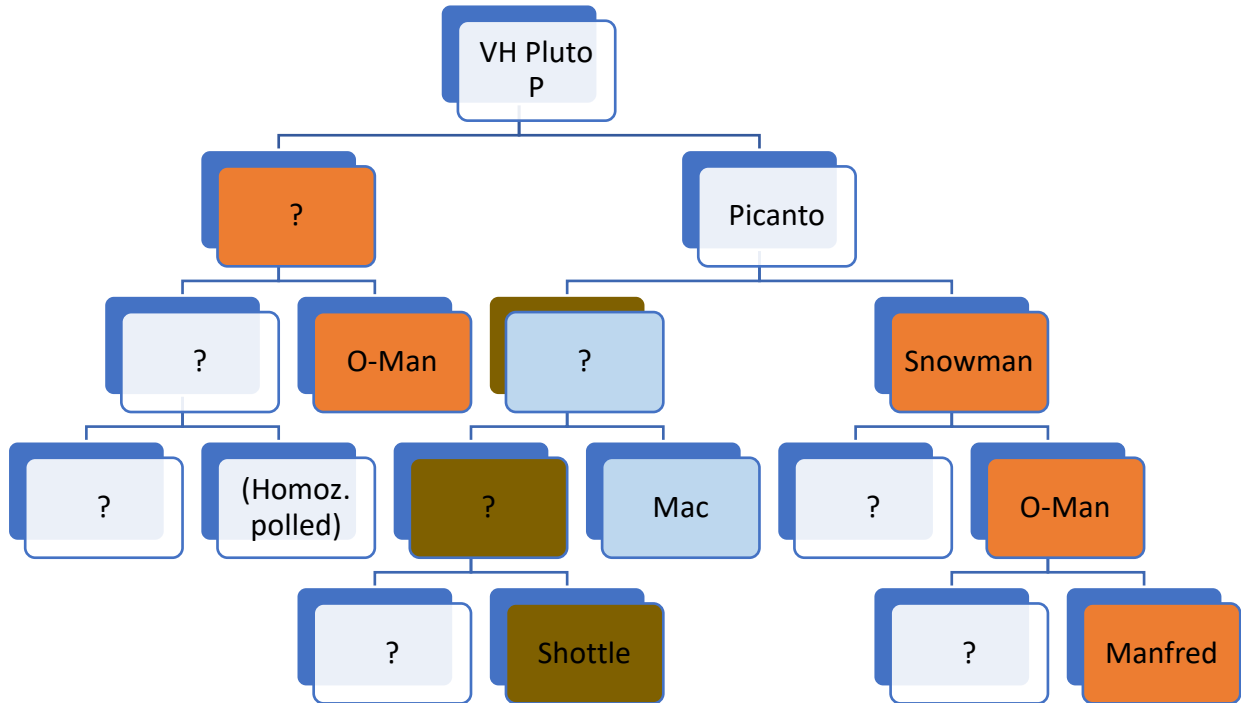 VH Pluto
P
?
Picanto
?
O-Man
?
Snowman
?
(Homoz.
polled)
?
Mac
?
O-Man
?
Shottle
?
Manfred